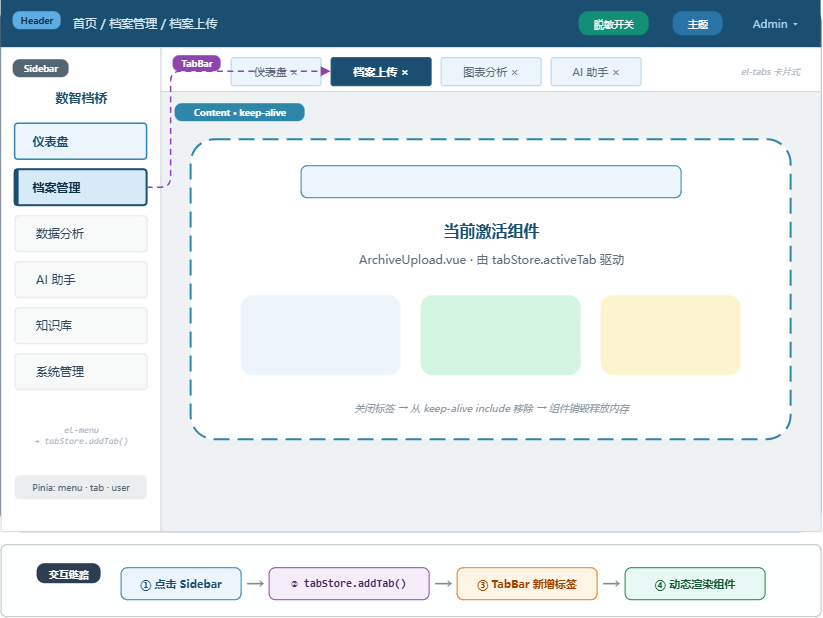 Header
首页 / 档案管理 / 档案上传
脱敏开关
主题
Admin
Sidebar
数智档桥
仪表盘
档案管理
数据分析
AI 助手
知识库
系统管理
el-menu
→ tabStore.addTab()
Pinia: menu · tab · user
TabBar
仪表盘 ×
档案上传 ×
图表分析 ×
AI 助手 ×
el-tabs 卡片式
Content • keep-alive
当前激活组件
ArchiveUpload.vue · 由 tabStore.activeTab 驱动
关闭标签 → 从 keep-alive include 移除 → 组件销毁释放内存
交互链路
① 点击 Sidebar
② tabStore.addTab()
③ TabBar 新增标签
④ 动态渲染组件